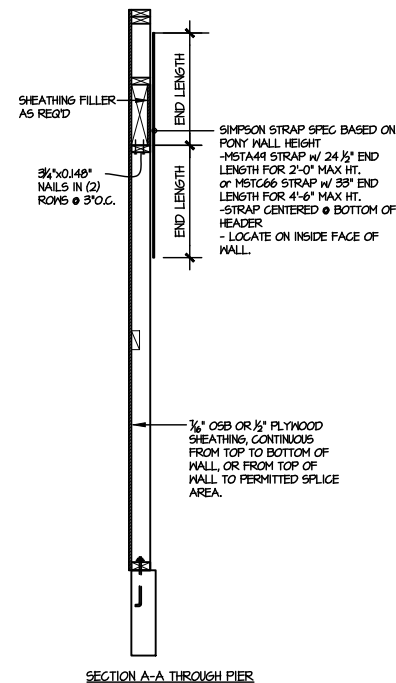 END LENGTH
SHEATHING FILLER
AS REQ'D
SIMPSON STRAP SPEC BASED ON
PONY WALL HEIGHT
-MSTA49 STRAP w/ 24 1/2" END
LENGTH FOR 2'-0" MAX HT.
or MSTC66 STRAP w/ 33" END
LENGTH FOR 4'-6" MAX HT.
-STRAP CENTERED @ BOTTOM OF
HEADER
- LOCATE ON INSIDE FACE OF
WALL.
3 1/4"x0.148"
NAILS IN (2)
ROWS @ 3"O.C.
END LENGTH
7/16" OSB OR 1/2" PLYWOOD
SHEATHING, CONTINUOUS
FROM TOP TO BOTTOM OF
WALL, OR FROM TOP OF
WALL TO PERMITTED SPLICE
AREA.
SECTION A-A THROUGH PIER